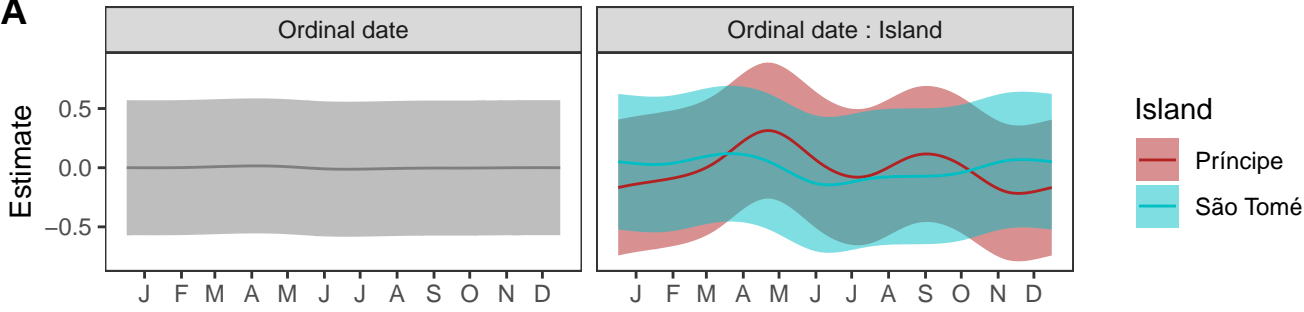 A
Ordinal date
Ordinal date : Island
Estimate
0.5
0.0
−0.5
J F M A M J J A S O N D
J F M A M J J A S O N D
Island
Príncipe
São Tomé